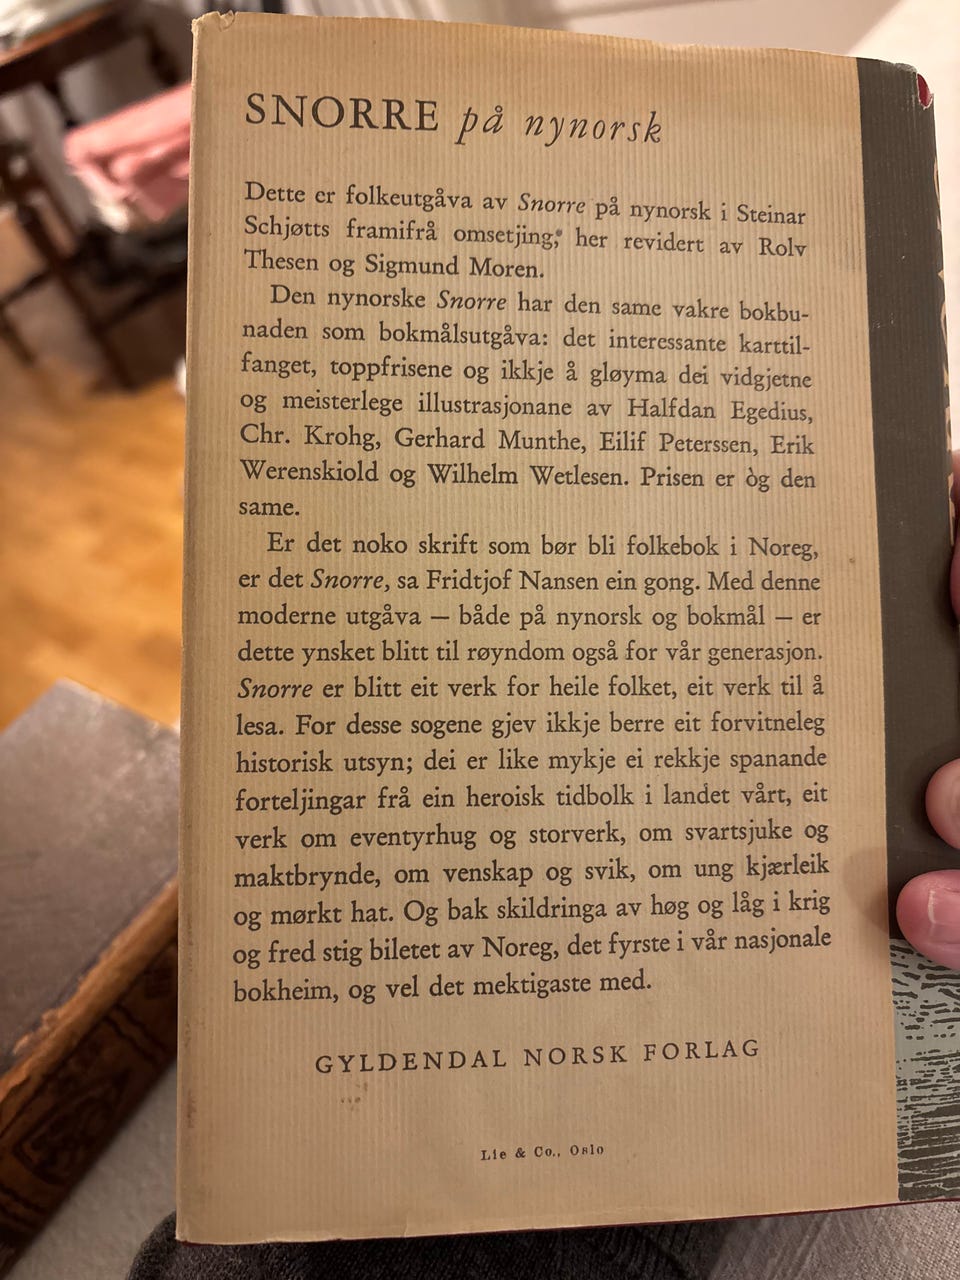 SNORRE på nynorsk
Dette er folkeutgåva av Snorre på nynorsk i Steinar
Schjøtts framifrå omsetjing, her revidert av Rolv
Thesen og Sigmund Moren.
Den nynorske Snorre har den same vakre bokbu-
naden som bokmålsutgåva: det interessante karttil-
fanget, toppfrisene og ikkje å gløyma dei vidgjetne
og meisterlege illustrasjonane av Halfdan Egedius,
Chr. Krohg, Gerhard Munthe, Eilif Peterssen, Erik
Werenskiold og Wilhelm Wetlesen. Prisen er òg den
same.
Er det noko skrift som bør bli folkebok i Noreg,
er det Snorre, sa Fridtjof Nansen ein gong. Med denne
moderne utgåva — både på nynorsk og bokmål — er
dette ynsket blitt til røyndom også for vår generasjon.
Snorre er blitt eit verk for heile folket, eit verk til å
lesa. For desse sogene gjev ikkje berre eit forvitneleg
historisk utsyn; dei er like mykje ei rekkje spanande
forteljingar frå ein heroisk tidbolk i landet vårt, eit
verk om eventyrhug og storverk, om svartsjuke og
maktbrynde, om venskap og svik, om ung kjærleik
og mørkt hat. Og bak skildringa av høg og låg i krig
og fred stig biletet av Noreg, det fyrste i vår nasjonale
bokheim, og vel det mektigaste med.
GYLDENDAL NORSK FORLAG
Lie & Co., Oslo